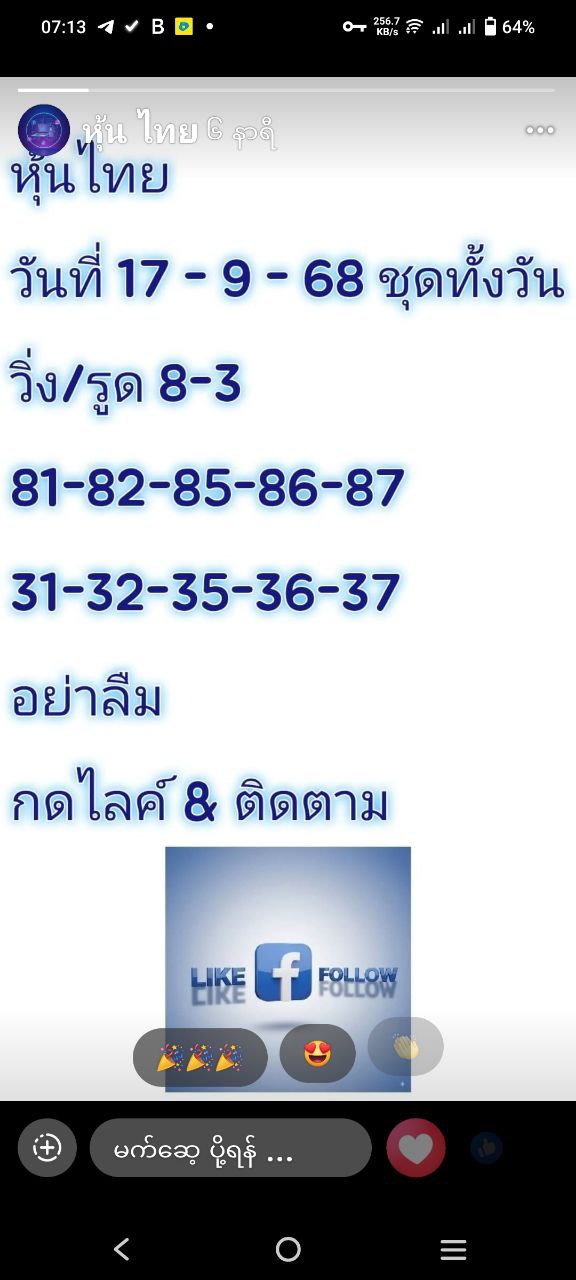 07:13 B 256.7 KB/s 64%
หุ้น ไทย ၆ နာရီ
หุ้นไทย
วันที่ 17 - 9 - 68 ชุดทั้งวัน
วิ่ง/รูด 8-3
81-82-85-86-87
31-32-35-36-37
อย่าลืม
กดไลค์ & ติดตาม
LIKE f FOLLOW
မက်ဆေ့ ပို့ရန် ...